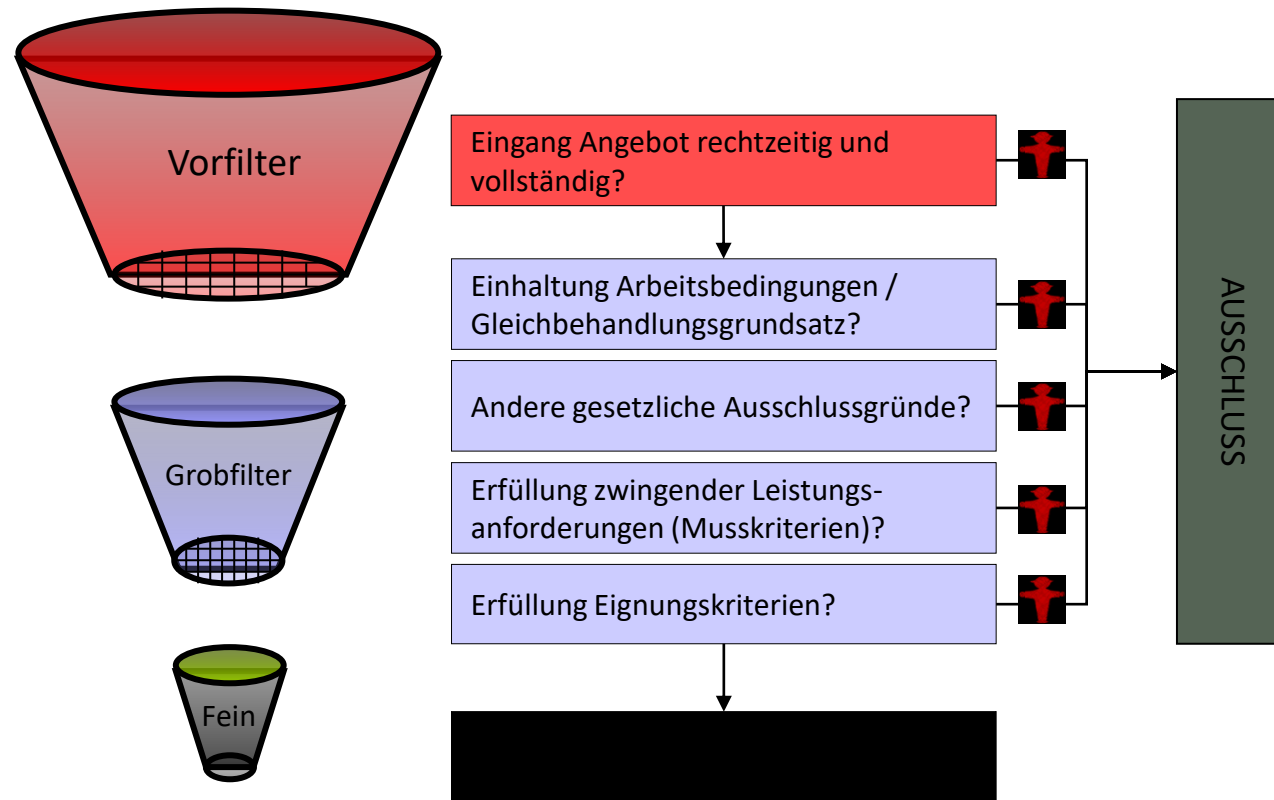 Vorfilter
Eingang Angebot rechtzeitig und
vollständig?
Einhaltung Arbeitsbedingungen /
Gleichbehandlungsgrundsatz?
Andere gesetzliche Ausschlussgründe?
Grobfilter
Erfüllung zwingender Leistungs-
anforderungen (Musskriterien)?
Erfüllung Eignungskriterien?
Fein
AUSSCHLUSS